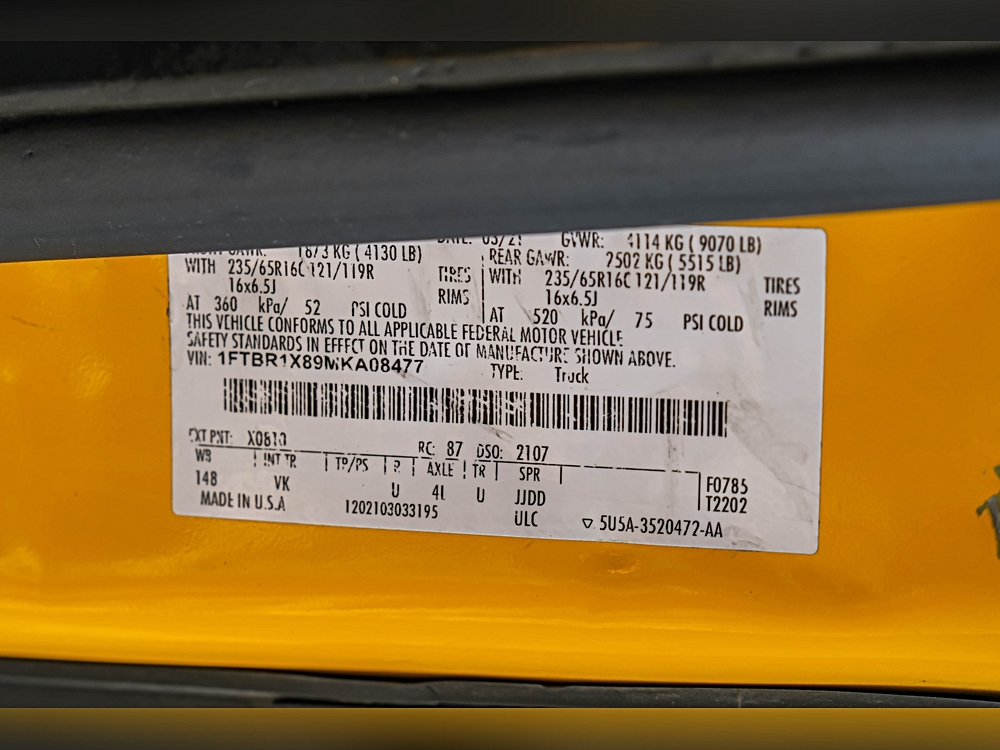 DATE: 03/21 GVWR: 4114 KG ( 9070 LB)
GAWR: 1873 KG ( 4130 LB) REAR GAWR: 2502 KG ( 5515 LB)
WITH 235/65R16C 121/119R TIRES WITH 235/65R16C 121/119R TIRES
16x6.5J RIMS 16x6.5J RIMS
AT 360 kPa/ 52 PSI COLD AT 520 kPa/ 75 PSI COLD
THIS VEHICLE CONFORMS TO ALL APPLICABLE FEDERAL MOTOR VEHICLE
SAFETY STANDARDS IN EFFECT ON THE DATE OF MANUFACTURE SHOWN ABOVE.
VIN: 1FTBR1X89MKA08477 TYPE: Truck
EXT PNT: X0810 RC: 87 DSO: 2107
WB INT TR TP/PS R AXLE TR SPR F0785
148 VK U 4L U JJDD T2202
MADE IN U.S.A 1202103033195 ULC ▽ 5U5A-3520472-AA